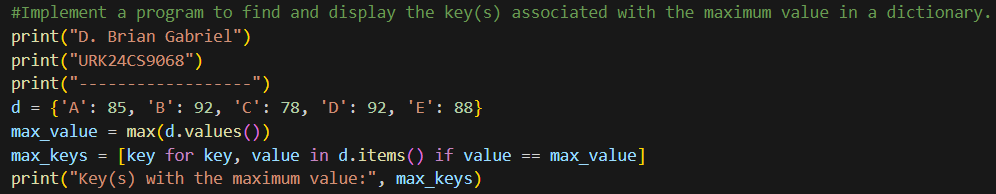 #Implement a program to find and display the key(s) associated with the maximum value in a dictionary.
print("D. Brian Gabriel")
print("URK24CS9068")
print("------------------")
d = {'A': 85, 'B': 92, 'C': 78, 'D': 92, 'E': 88}
max_value = max(d.values())
max_keys = [key for key, value in d.items() if value == max_value]
print("Key(s) with the maximum value:", max_keys)